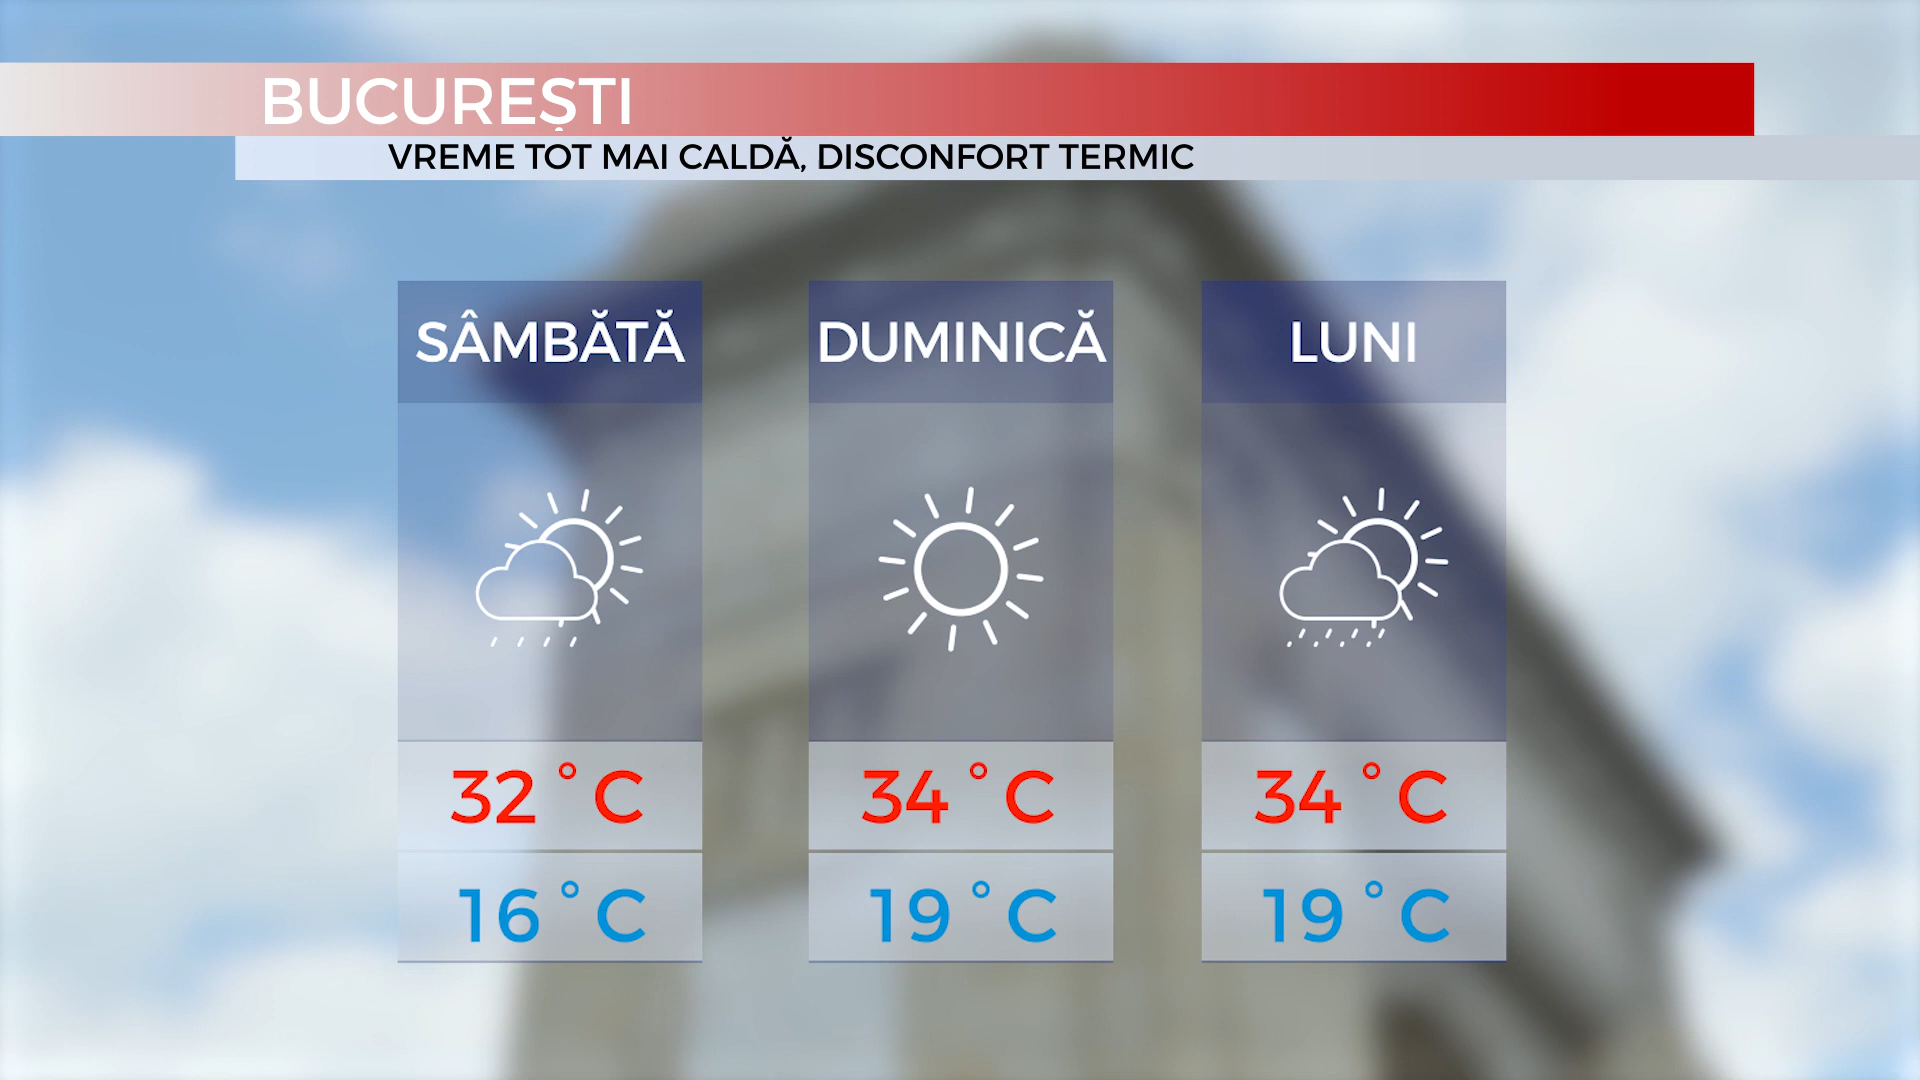 BUCUREȘTI
VREME TOT MAI CALDĂ, DISCONFORT TERMIC
SÂMBĂTĂ
32°C
16°C
DUMINICĂ
34°C
19°C
LUNI
34°C
19°C